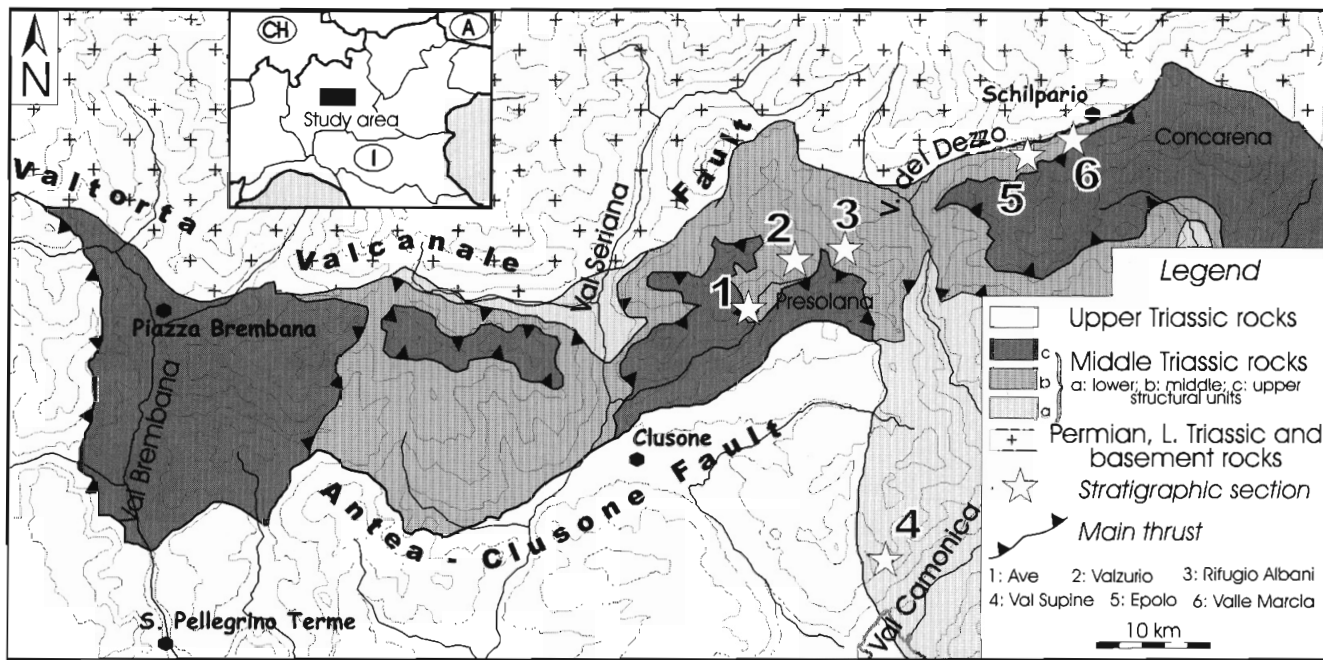 N
CH
A
Study area
I
Schilpario
Concarena
V. del Dezzo
Valtorta
Valcanale
Fault
Val Seriana
1
2
3
4
5
6
Presolana
Piazza Brembana
Val Brembana
Clusone
Antea - Clusone Fault
S. Pellegrino Terme
Val Camonica
Legend
Upper Triassic rocks
c
Middle Triassic rocks
b
a: lower; b: middle; c: upper
structural units
a
+ Permian, L. Triassic and
basement rocks
Stratigraphic section
Main thrust
1: Ave 2: Valzurio 3: Rifugio Albani
4: Val Supine 5: Epolo 6: Valle Marcia
10 km